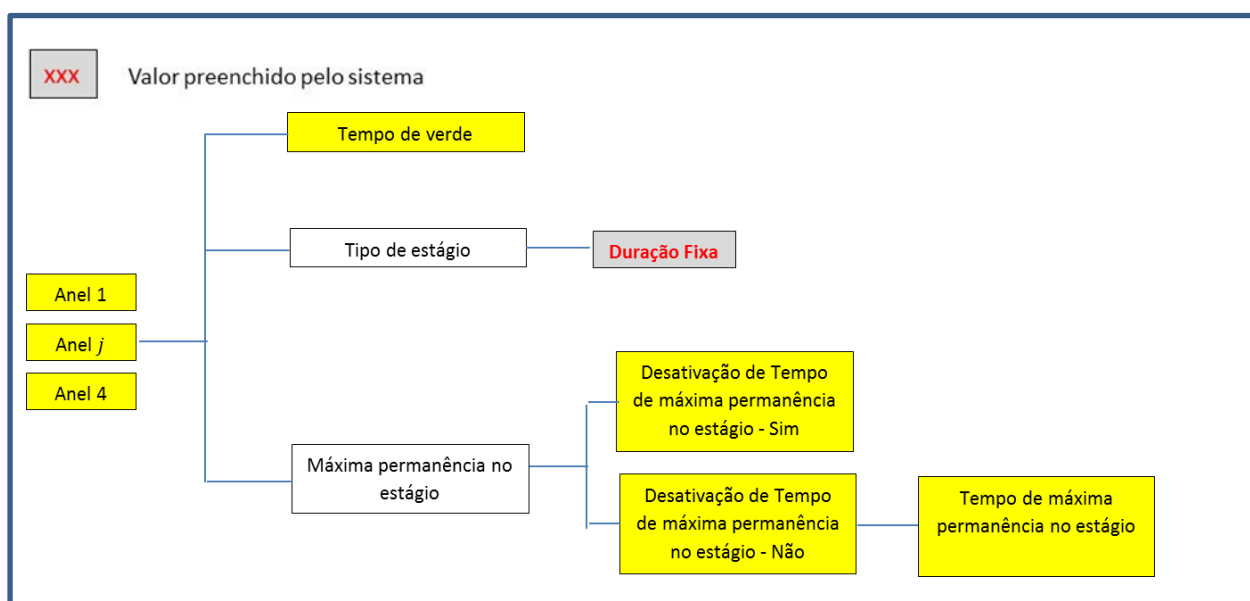 XXX
Valor preenchido pelo sistema
Tempo de verde
Tipo de estágio
Duração Fixa
Anel 1
Anel j
Anel 4
Máxima permanência no
estágio
Desativação de Tempo
de máxima permanência
no estágio - Sim
Desativação de Tempo
de máxima permanência
no estágio - Não
Tempo de máxima
permanência no estágio